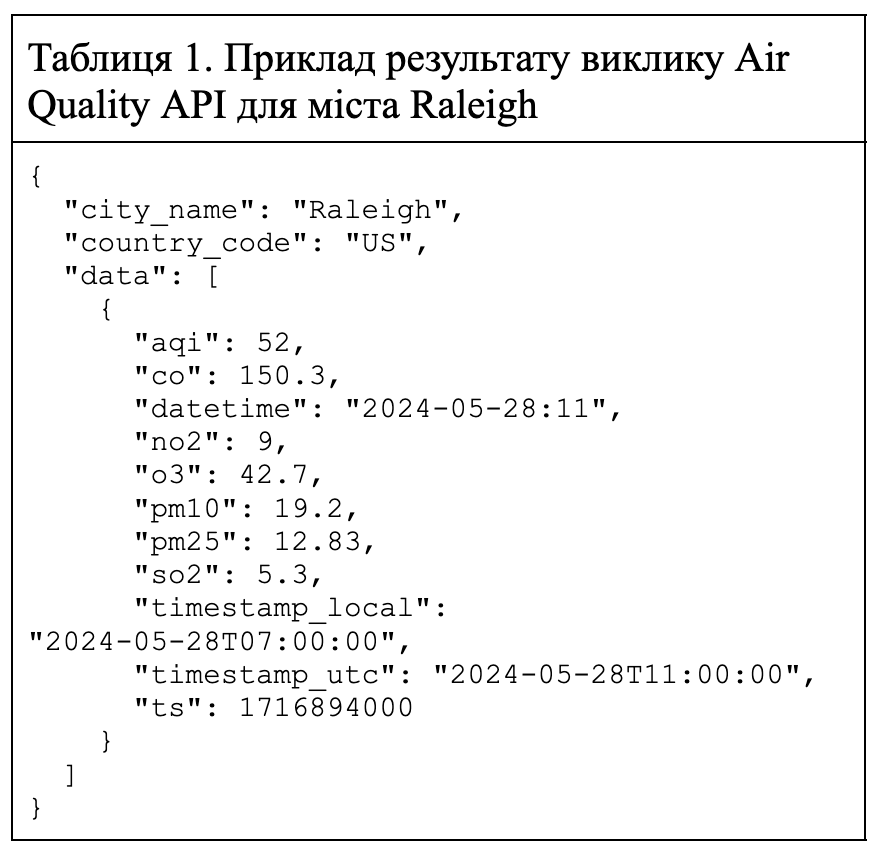 Таблиця 1. Приклад результату виклику Air
Quality API для міста Raleigh
{
  "city_name": "Raleigh",
  "country_code": "US",
  "data": [
    {
      "aqi": 52,
      "co": 150.3,
      "datetime": "2024-05-28:11",
      "no2": 9,
      "o3": 42.7,
      "pm10": 19.2,
      "pm25": 12.83,
      "so2": 5.3,
      "timestamp_local":
"2024-05-28T07:00:00",
      "timestamp_utc": "2024-05-28T11:00:00",
      "ts": 1716894000
    }
  ]
}